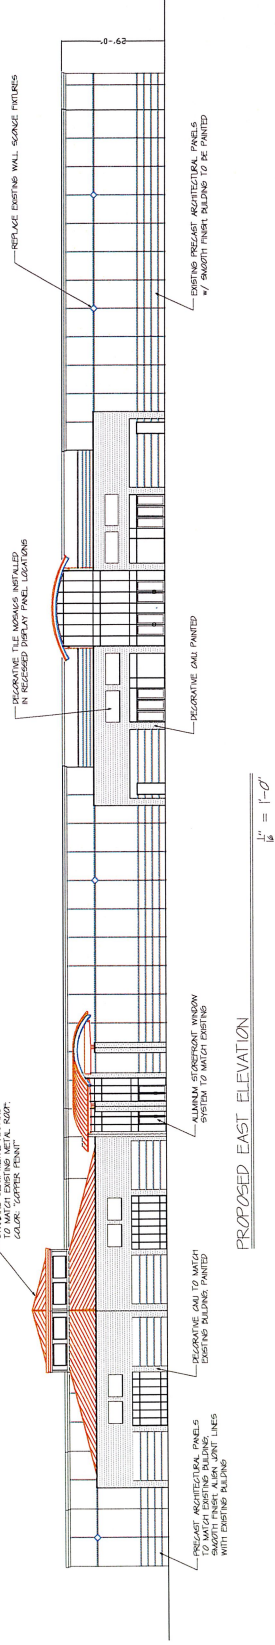 TO MATCH EXISTING METAL ROOF;
COLOR: "COPPER PENNY"
DECORATIVE TILE MOSAICS INSTALLED
IN RECESSED DISPLAY PANEL LOCATIONS
REPLACE EXISTING WALL SCONCE FIXTURES
29'-0"
PRECAST ARCHITECTURAL PANELS
TO MATCH EXISTING BUILDING,
SMOOTH FINISH. ALIGN JOINT LINES
WITH EXISTING BUILDING
DECORATIVE CMU TO MATCH
EXISTING BUILDING, PAINTED
ALUMINUM STOREFRONT WINDOW
SYSTEM TO MATCH EXISTING
DECORATIVE CMU, PAINTED
EXISTING PRECAST ARCHITECTURAL PANELS
w/ SMOOTH FINISH. BUILDING TO BE PAINTED
PROPOSED EAST ELEVATION
1/16" = 1'-0"